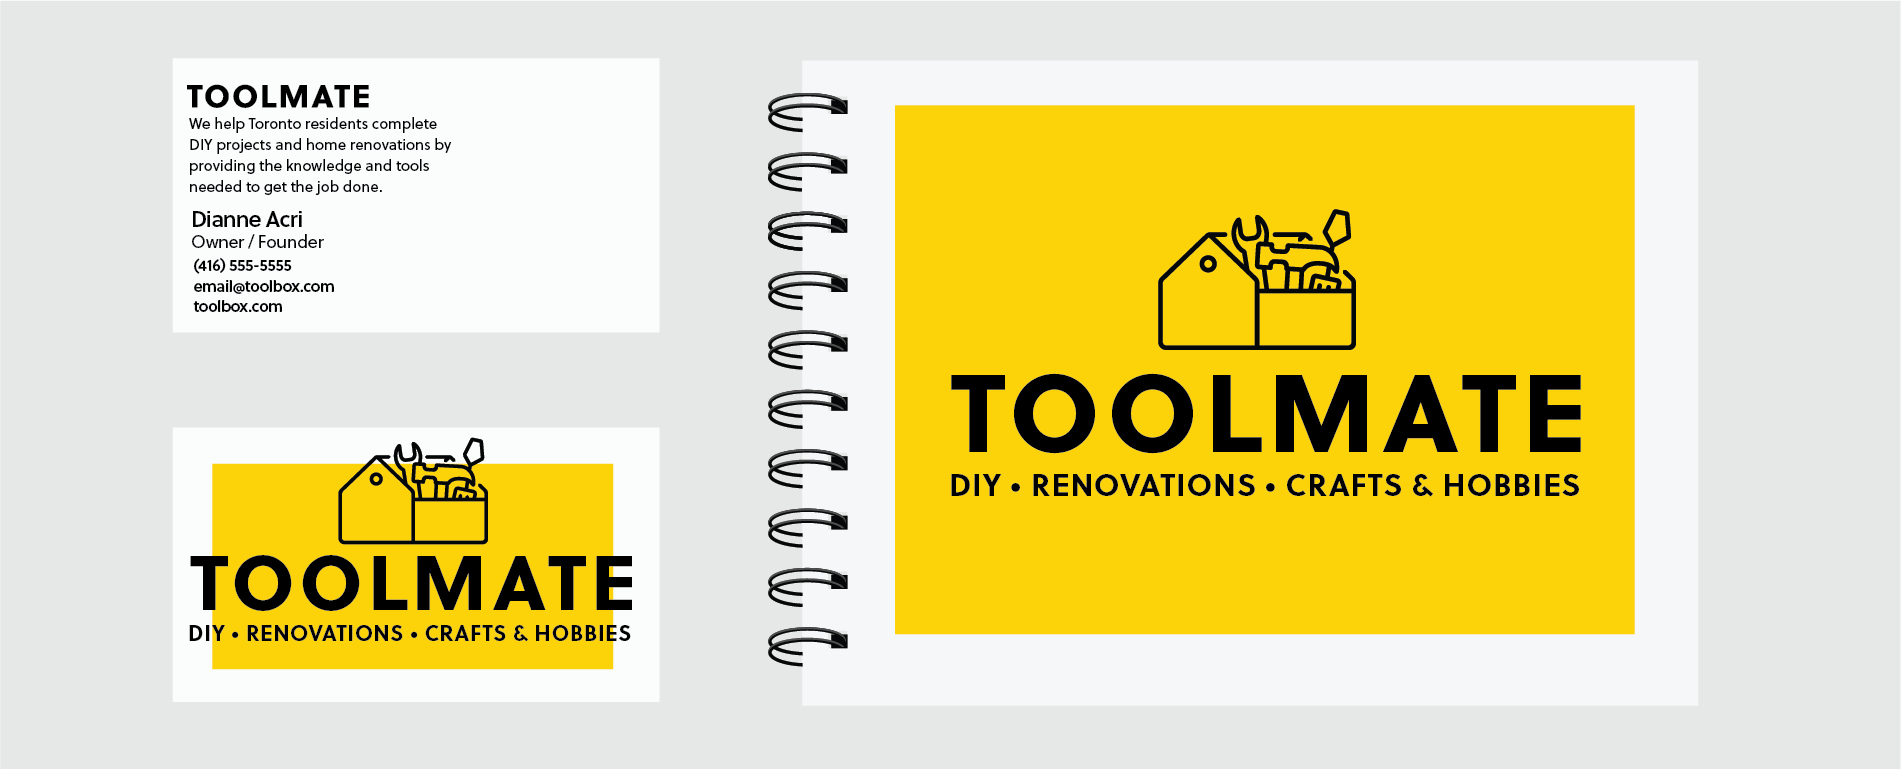 TOOLMATE
We help Toronto residents complete
DIY projects and home renovations by
providing the knowledge and tools
needed to get the job done.
Dianne Acri
Owner / Founder
(416) 555-5555
email@toolbox.com
toolbox.com
TOOLMATE
DIY • RENOVATIONS • CRAFTS & HOBBIES
TOOLMATE
DIY • RENOVATIONS • CRAFTS & HOBBIES